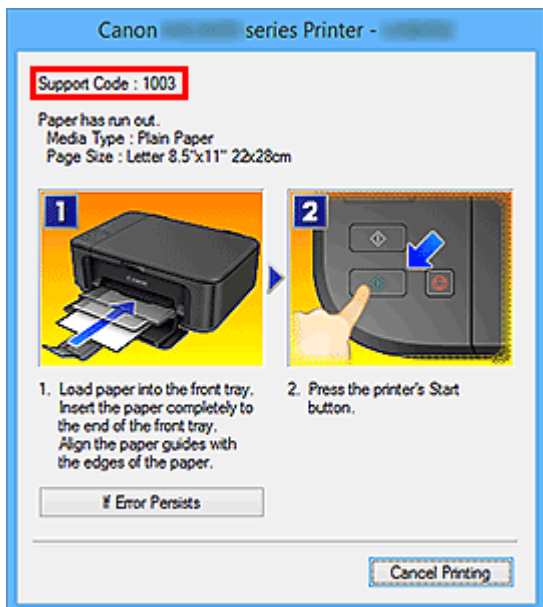 Canon series Printer -
Support Code : 1003
Paper has run out.
Media Type : Plain Paper
Page Size : Letter 8.5"x11" 22x28cm
1
2
Canon
1. Load paper into the front tray.
Insert the paper completely to
the end of the front tray.
Align the paper guides with
the edges of the paper.
2. Press the printer's Start
button.
If Error Persists
Cancel Printing